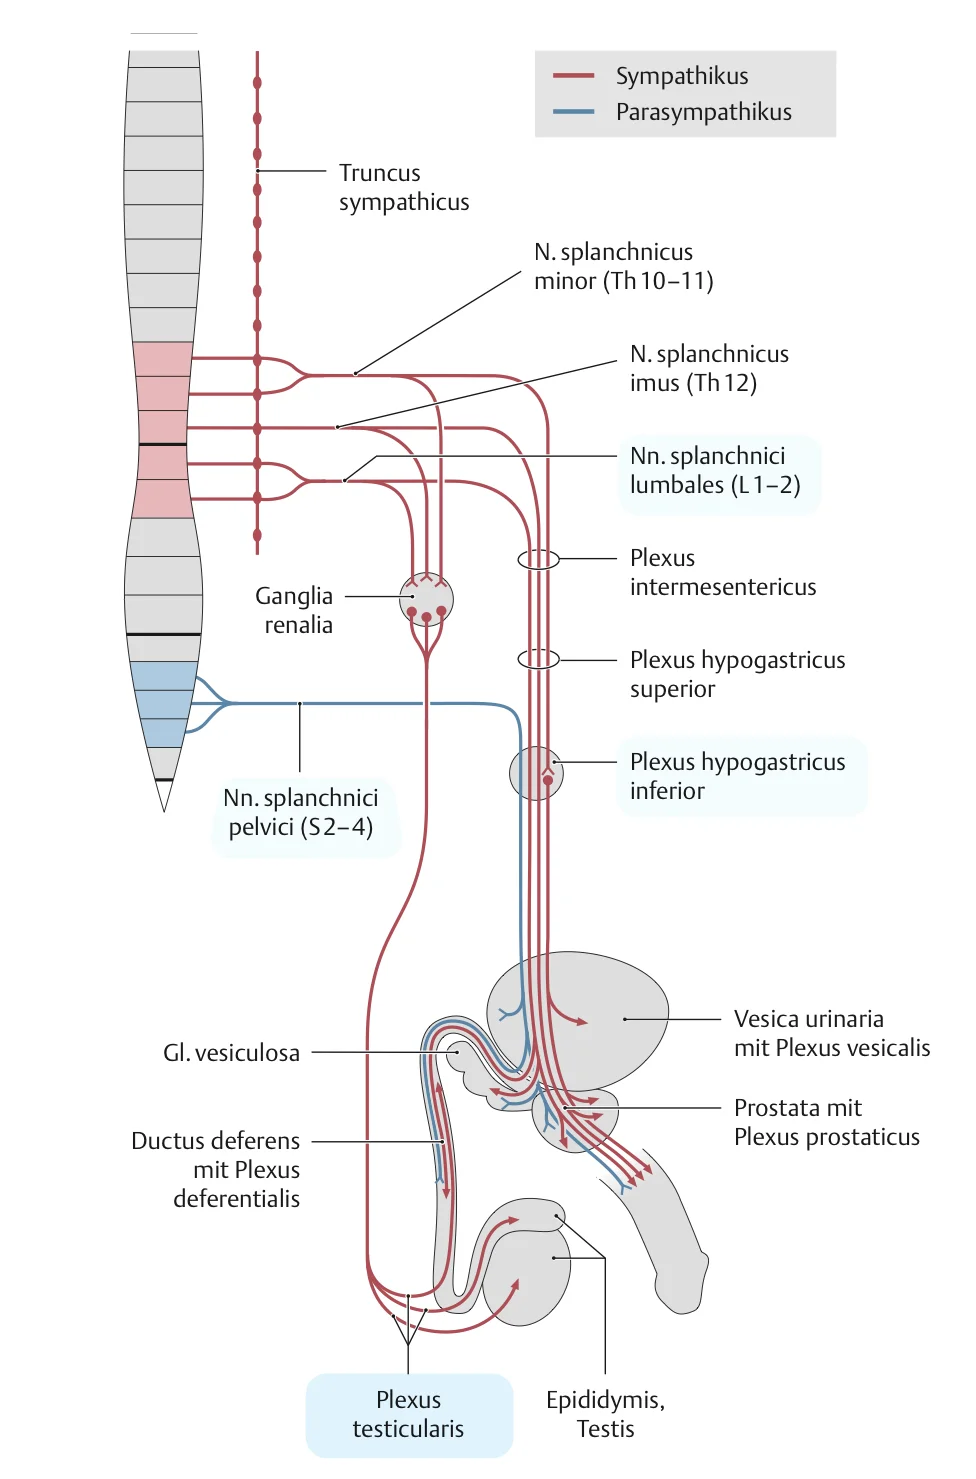 Sympathikus
Parasympathikus
Truncus
sympathicus
N. splanchnicus
minor (Th 10–11)
N. splanchnicus
imus (Th 12)
Nn. splanchnici
lumbales (L 1–2)
Plexus
intermesentericus
Ganglia
renalia
Plexus hypogastricus
superior
Plexus hypogastricus
inferior
Nn. splanchnici
pelvici (S 2–4)
Vesica urinaria
mit Plexus vesicalis
Gl. vesiculosa
Prostata mit
Plexus prostaticus
Ductus deferens
mit Plexus
deferentialis
Plexus
testicularis
Epididymis,
Testis